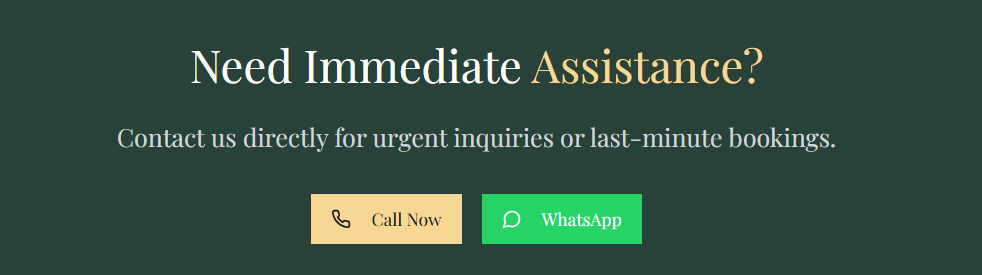 Need Immediate Assistance?
Contact us directly for urgent inquiries or last-minute bookings.
Call Now
WhatsApp